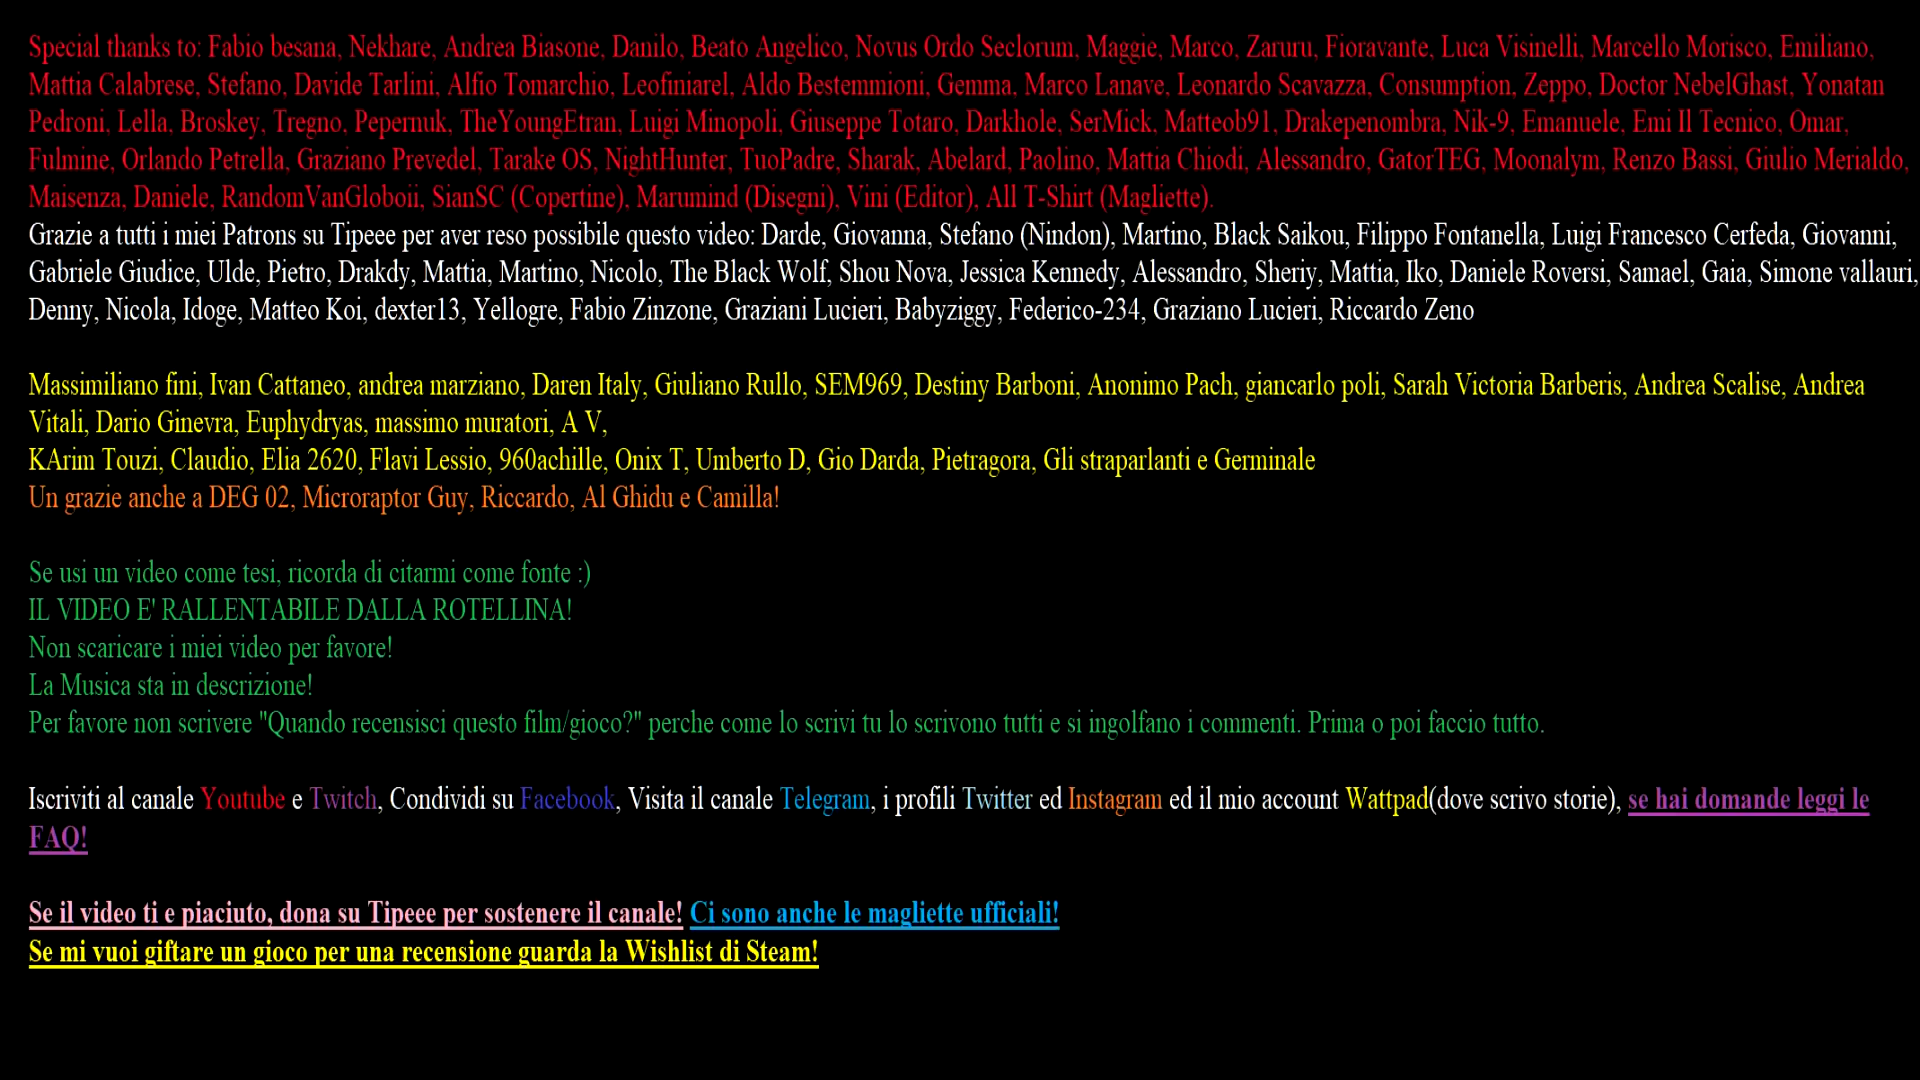 Special thanks to: Fabio besana, Nekhare, Andrea Biasone, Danilo, Beato Angelico, Novus Ordo Seclorum, Maggie, Marco, Zaruru, Fioravante, Luca Visinelli, Marcello Morisco, Emiliano,
Mattia Calabrese, Stefano, Davide Tarlini, Alfio Tomarchio, Leofiniarel, Aldo Bestemmioni, Gemma, Marco Lanave, Leonardo Scavazza, Consumption, Zeppo, Doctor NebelGhast, Yonatan
Pedroni, Lella, Broskey, Tregno, Pepernuk, TheYoungEtran, Luigi Minopoli, Giuseppe Totaro, Darkhole, SerMick, Matteob91, Drakepenombra, Nik-9, Emanuele, Emi Il Tecnico, Omar,
Fulmine, Orlando Petrella, Graziano Prevedel, Tarake OS, NightHunter, TuoPadre, Sharak, Abelard, Paolino, Mattia Chiodi, Alessandro, GatorTEG, Moonalym, Renzo Bassi, Giulio Merialdo,
Maisenza, Daniele, RandomVanGloboii, SianSC (Copertine), Marumind (Disegni), Vini (Editor), All T-Shirt (Magliette).
Grazie a tutti i miei Patrons su Tipeee per aver reso possibile questo video: Darde, Giovanna, Stefano (Nindon), Martino, Black Saikou, Filippo Fontanella, Luigi Francesco Cerfeda, Giovanni,
Gabriele Giudice, Ulde, Pietro, Drakdy, Mattia, Martino, Nicolo, The Black Wolf, Shou Nova, Jessica Kennedy, Alessandro, Sheriy, Mattia, Iko, Daniele Roversi, Samael, Gaia, Simone vallauri,
Denny, Nicola, Idoge, Matteo Koi, dexter13, Yellogre, Fabio Zinzone, Graziani Lucieri, Babyziggy, Federico-234, Graziano Lucieri, Riccardo Zeno
Massimiliano fini, Ivan Cattaneo, andrea marziano, Daren Italy, Giuliano Rullo, SEM969, Destiny Barboni, Anonimo Pach, giancarlo poli, Sarah Victoria Barberis, Andrea Scalise, Andrea
Vitali, Dario Ginevra, Euphydryas, massimo muratori, A V,
KArim Touzi, Claudio, Elia 2620, Flavi Lessio, 960achille, Onix T, Umberto D, Gio Darda, Pietragora, Gli straparlanti e Germinale
Un grazie anche a DEG 02, Microraptor Guy, Riccardo, Al Ghidu e Camilla!
Se usi un video come tesi, ricorda di citarmi come fonte :)
IL VIDEO E' RALLENTABILE DALLA ROTELLINA!
Non scaricare i miei video per favore!
La Musica sta in descrizione!
Per favore non scrivere "Quando recensisci questo film/gioco?" perche come lo scrivi tu lo scrivono tutti e si ingolfano i commenti. Prima o poi faccio tutto.
Iscriviti al canale Youtube e Twitch, Condividi su Facebook, Visita il canale Telegram, i profili Twitter ed Instagram ed il mio account Wattpad(dove scrivo storie), se hai domande leggi le
FAQ!
Se il video ti e piaciuto, dona su Tipeee per sostenere il canale! Ci sono anche le magliette ufficiali!
Se mi vuoi giftare un gioco per una recensione guarda la Wishlist di Steam!